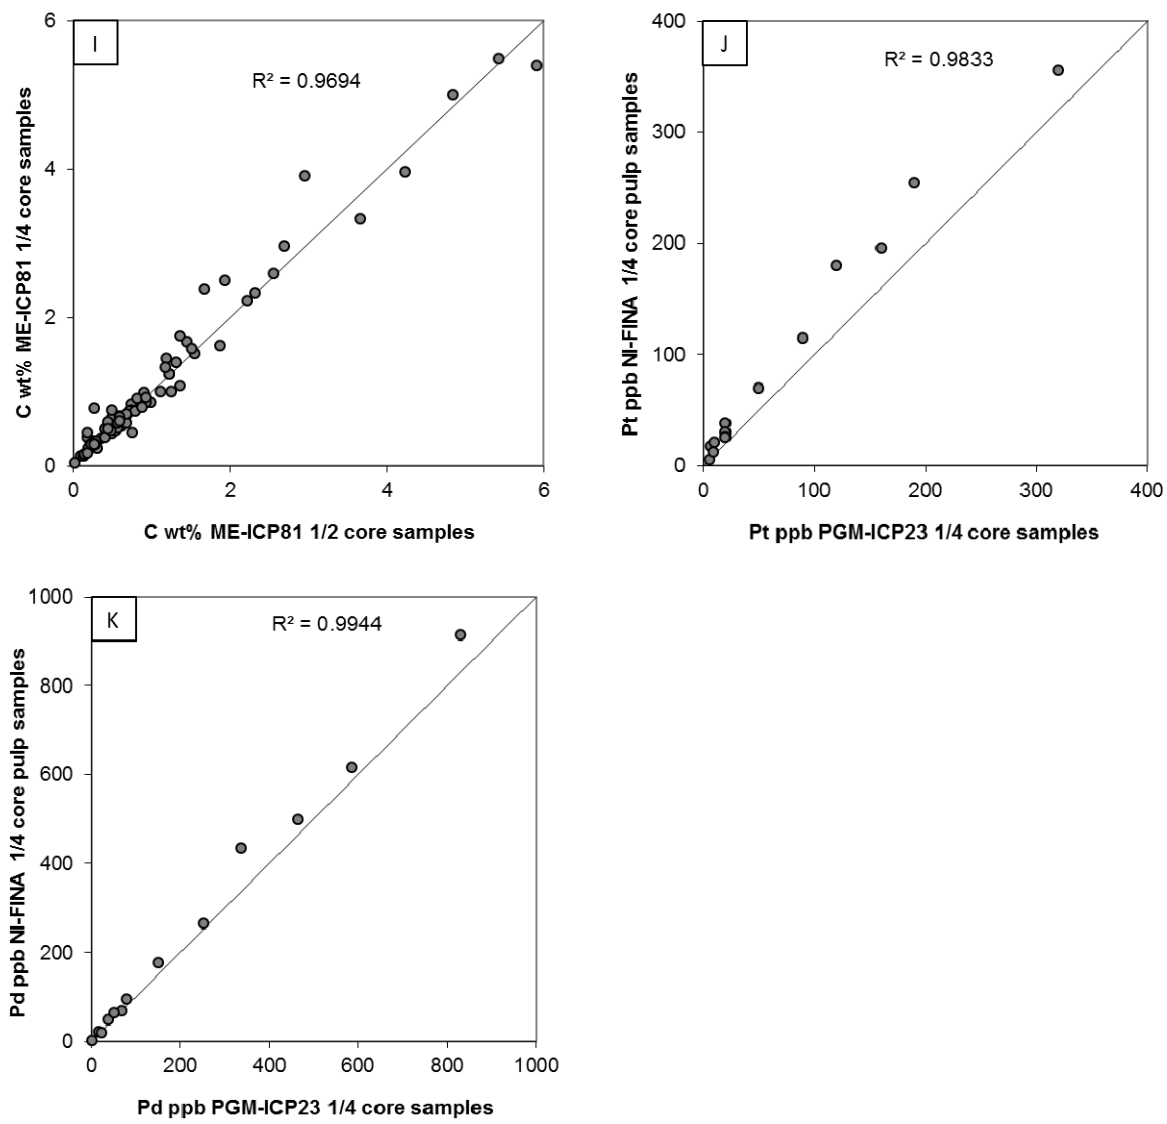 I
R² = 0.9694
6
4
2
0
0 2 4 6
C wt% ME-ICP81 1/4 core samples
C wt% ME-ICP81 1/2 core samples
J
R² = 0.9833
400
300
200
100
0
0 100 200 300 400
Pt ppb NI-FINA 1/4 core pulp samples
Pt ppb PGM-ICP23 1/4 core samples
K
R² = 0.9944
1000
800
600
400
200
0
0 200 400 600 800 1000
Pd ppb NI-FINA 1/4 core pulp samples
Pd ppb PGM-ICP23 1/4 core samples